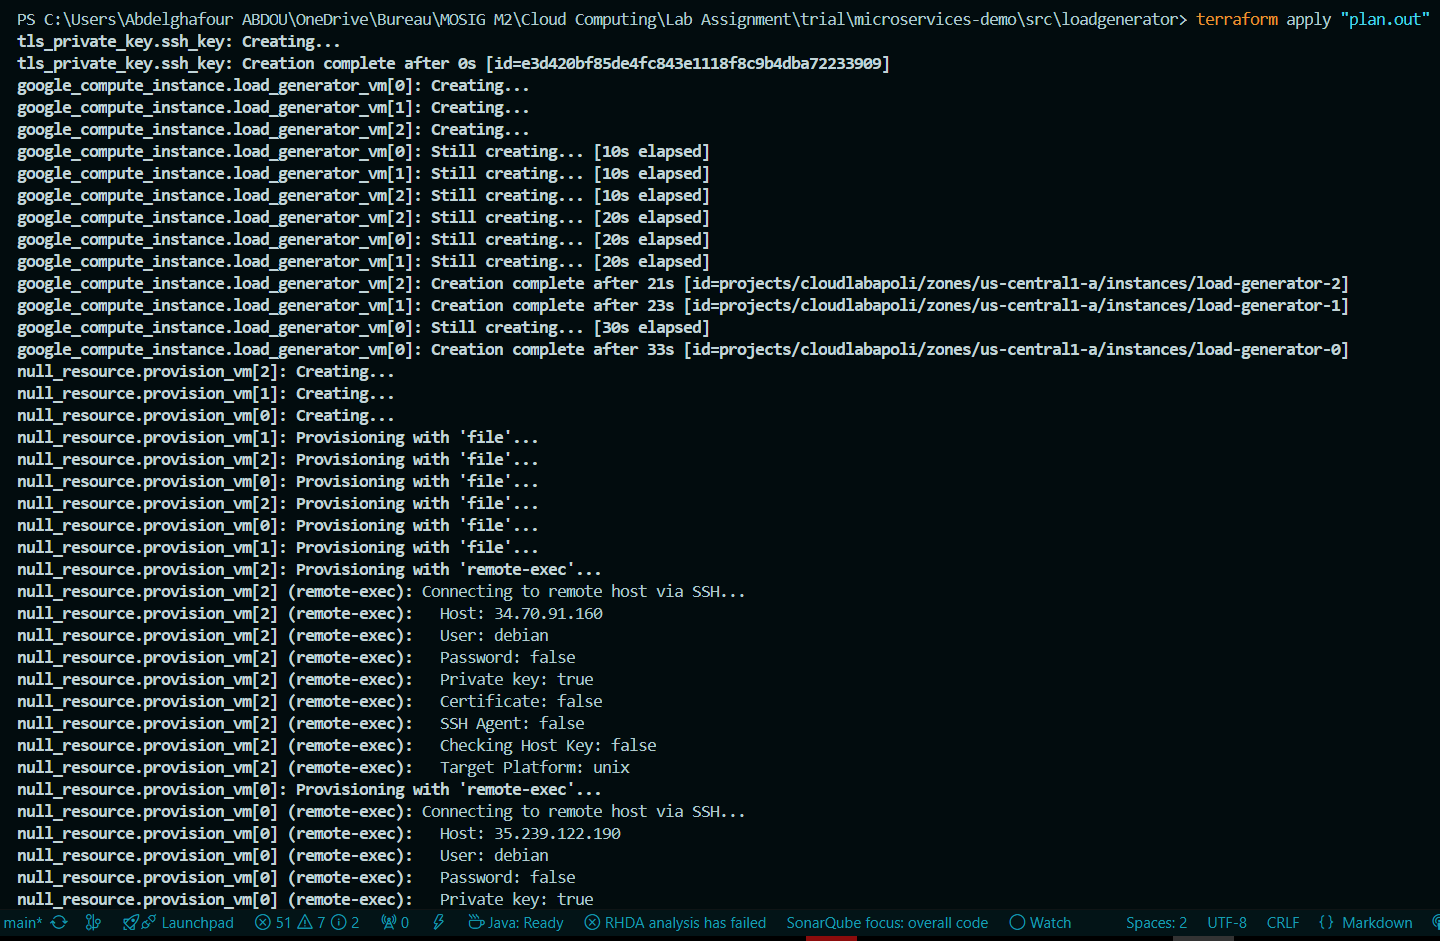 PS C:\Users\Abdelghafour ABDOU\OneDrive\Bureau\MOSIG M2\Cloud Computing\Lab Assignment\trial\microservices-demo\src\loadgenerator> terraform apply "plan.out"
tls_private_key.ssh_key: Creating...
tls_private_key.ssh_key: Creation complete after 0s [id=e3d420bf85de4fc843e1118f8c9b4dba72233909]
google_compute_instance.load_generator_vm[0]: Creating...
google_compute_instance.load_generator_vm[1]: Creating...
google_compute_instance.load_generator_vm[2]: Creating...
google_compute_instance.load_generator_vm[0]: Still creating... [10s elapsed]
google_compute_instance.load_generator_vm[1]: Still creating... [10s elapsed]
google_compute_instance.load_generator_vm[2]: Still creating... [10s elapsed]
google_compute_instance.load_generator_vm[2]: Still creating... [20s elapsed]
google_compute_instance.load_generator_vm[0]: Still creating... [20s elapsed]
google_compute_instance.load_generator_vm[1]: Still creating... [20s elapsed]
google_compute_instance.load_generator_vm[2]: Creation complete after 21s [id=projects/cloudlabapoli/zones/us-central1-a/instances/load-generator-2]
google_compute_instance.load_generator_vm[1]: Creation complete after 23s [id=projects/cloudlabapoli/zones/us-central1-a/instances/load-generator-1]
google_compute_instance.load_generator_vm[0]: Still creating... [30s elapsed]
google_compute_instance.load_generator_vm[0]: Creation complete after 33s [id=projects/cloudlabapoli/zones/us-central1-a/instances/load-generator-0]
null_resource.provision_vm[2]: Creating...
null_resource.provision_vm[1]: Creating...
null_resource.provision_vm[0]: Creating...
null_resource.provision_vm[1]: Provisioning with 'file'...
null_resource.provision_vm[2]: Provisioning with 'file'...
null_resource.provision_vm[0]: Provisioning with 'file'...
null_resource.provision_vm[2]: Provisioning with 'file'...
null_resource.provision_vm[0]: Provisioning with 'file'...
null_resource.provision_vm[1]: Provisioning with 'file'...
null_resource.provision_vm[2]: Provisioning with 'remote-exec'...
null_resource.provision_vm[2] (remote-exec): Connecting to remote host via SSH...
null_resource.provision_vm[2] (remote-exec):   Host: 34.70.91.160
null_resource.provision_vm[2] (remote-exec):   User: debian
null_resource.provision_vm[2] (remote-exec):   Password: false
null_resource.provision_vm[2] (remote-exec):   Private key: true
null_resource.provision_vm[2] (remote-exec):   Certificate: false
null_resource.provision_vm[2] (remote-exec):   SSH Agent: false
null_resource.provision_vm[2] (remote-exec):   Checking Host Key: false
null_resource.provision_vm[2] (remote-exec):   Target Platform: unix
null_resource.provision_vm[0]: Provisioning with 'remote-exec'...
null_resource.provision_vm[0] (remote-exec): Connecting to remote host via SSH...
null_resource.provision_vm[0] (remote-exec):   Host: 35.239.122.190
null_resource.provision_vm[0] (remote-exec):   User: debian
null_resource.provision_vm[0] (remote-exec):   Password: false
null_resource.provision_vm[0] (remote-exec):   Private key: true
main* Launchpad 51 7 2 0 Java: Ready RHDA analysis has failed SonarQube focus: overall code Watch Spaces: 2 UTF-8 CRLF {} Markdown